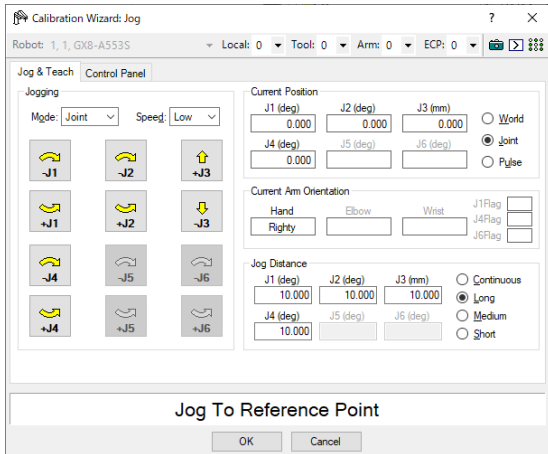 Calibration Wizard: Jog
Robot: 1, 1, GX8-A553S Local: 0 Tool: 0 Arm: 0 ECP: 0
Jog & Teach Control Panel
Jogging
Mode: Joint Speed: Low
-J1 -J2 +J3
+J1 +J2 -J3
-J4 -J5 -J6
+J4 +J5 +J6
Current Position
J1 (deg) J2 (deg) J3 (mm)
0.000 0.000 0.000
J4 (deg) J5 (deg) J6 (deg)
0.000
World
Joint
Pulse
Current Arm Orientation
Hand Elbow Wrist
Righty
J1Flag
J4Flag
J6Flag
Jog Distance
J1 (deg) J2 (deg) J3 (mm)
10.000 10.000 10.000
J4 (deg) J5 (deg) J6 (deg)
10.000
Continuous
Long
Medium
Short
Jog To Reference Point
OK Cancel